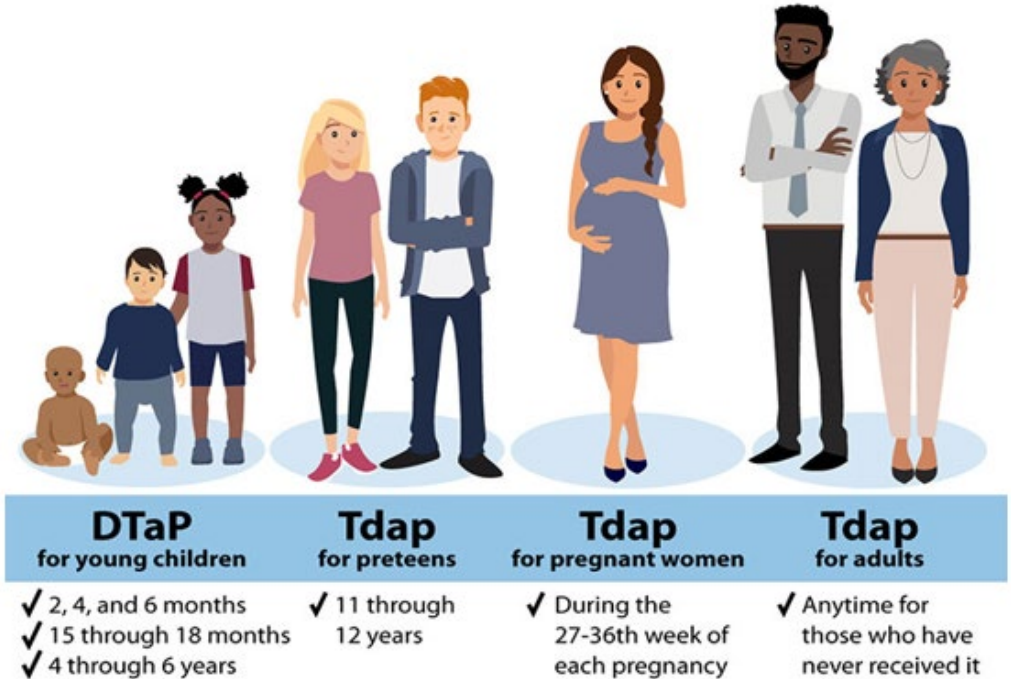 DTaP
for young children
✓ 2, 4, and 6 months
✓ 15 through 18 months
✓ 4 through 6 years
Tdap
for preteens
✓ 11 through
12 years
Tdap
for pregnant women
✓ During the
27-36th week of
each pregnancy
Tdap
for adults
✓ Anytime for
those who have
never received it